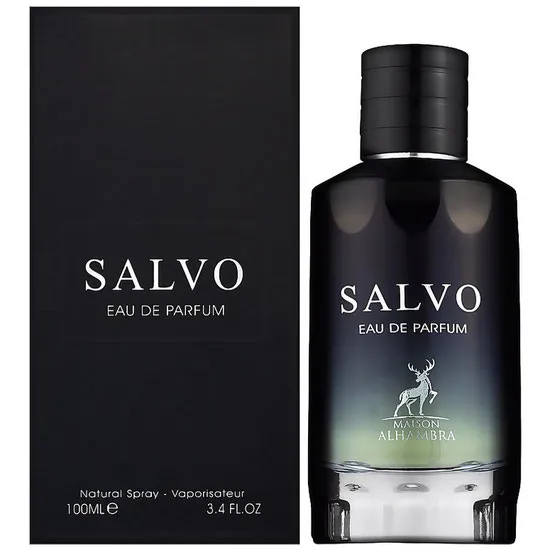 SALVO
EAU DE PARFUM
Natural Spray - Vaporisateur
100ML℮ 3.4 FL.OZ
SALVO
EAU DE PARFUM
MAISON
ALHAMBRA